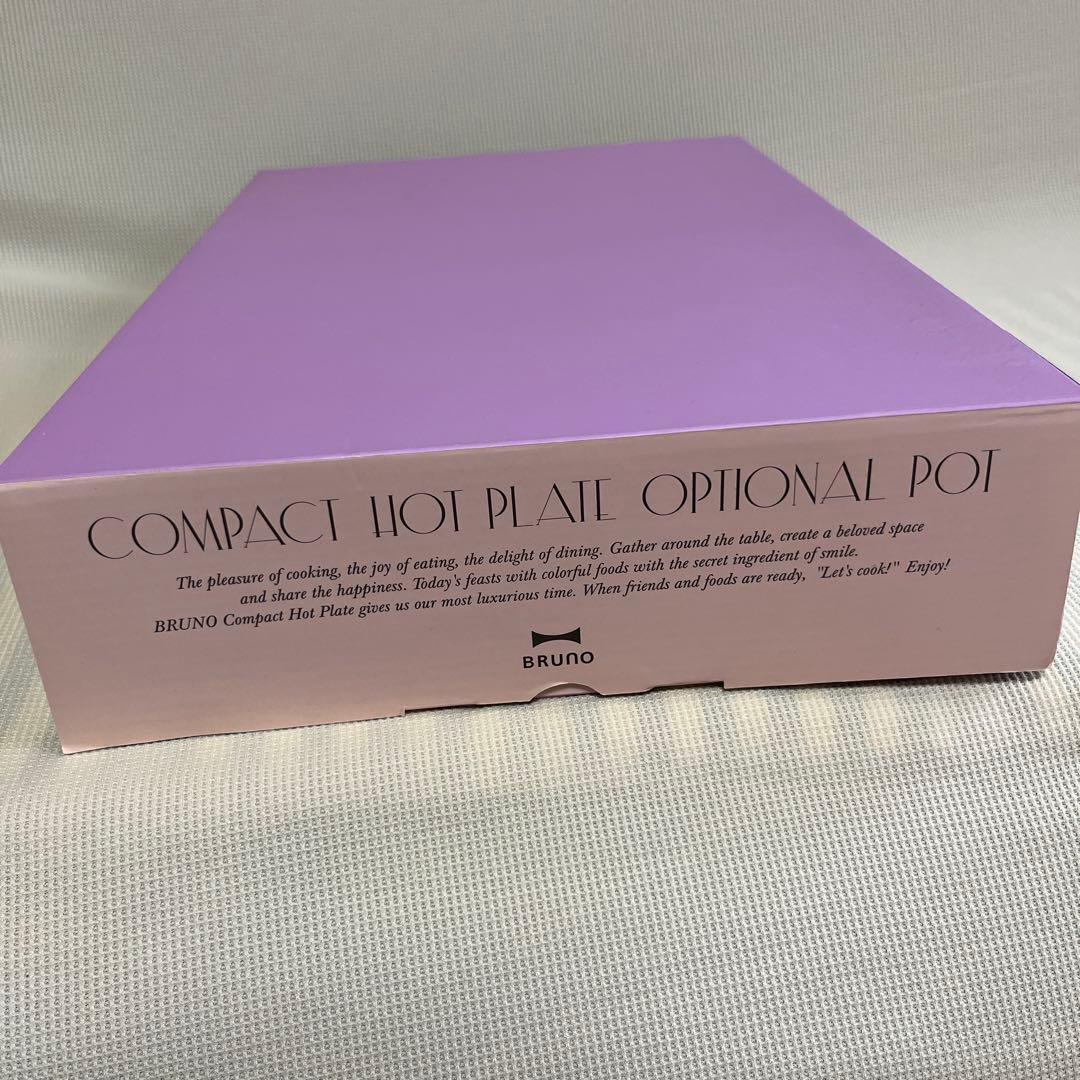 COMPACT HOT PLATE OPTIONAL POT
The pleasure of cooking, the joy of eating, the delight of dining. Gather around the table, create a beloved space
and share the happiness. Today's feasts with colorful foods with the secret ingredient of smile.
BRUNO Compact Hot Plate gives us our most luxurious time. When friends and foods are ready, "Let's cook!" Enjoy!
BRUNO